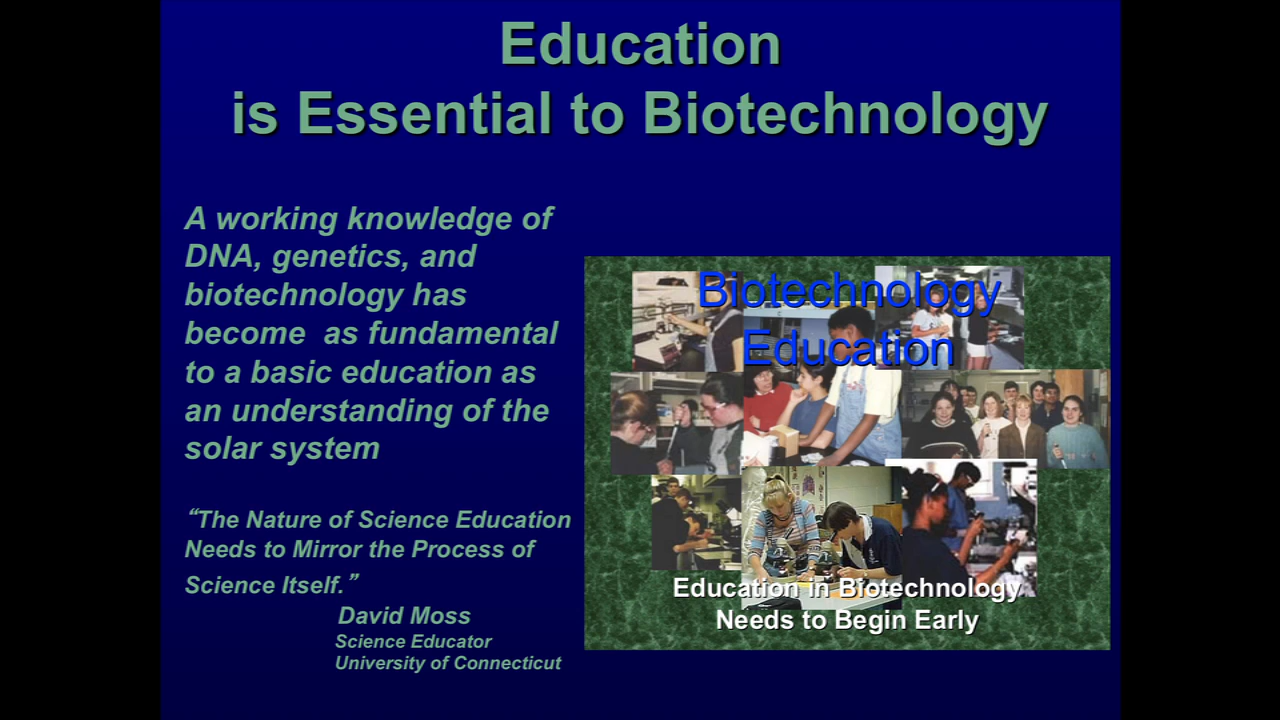 Education
is Essential to Biotechnology
A working knowledge of
DNA, genetics, and
biotechnology has
become  as fundamental
to a basic education as
an understanding of the
solar system
“The Nature of Science Education
Needs to Mirror the Process of
Science Itself.”
David Moss
Science Educator
University of Connecticut
Biotechnology
Education
Education in Biotechnology
Needs to Begin Early